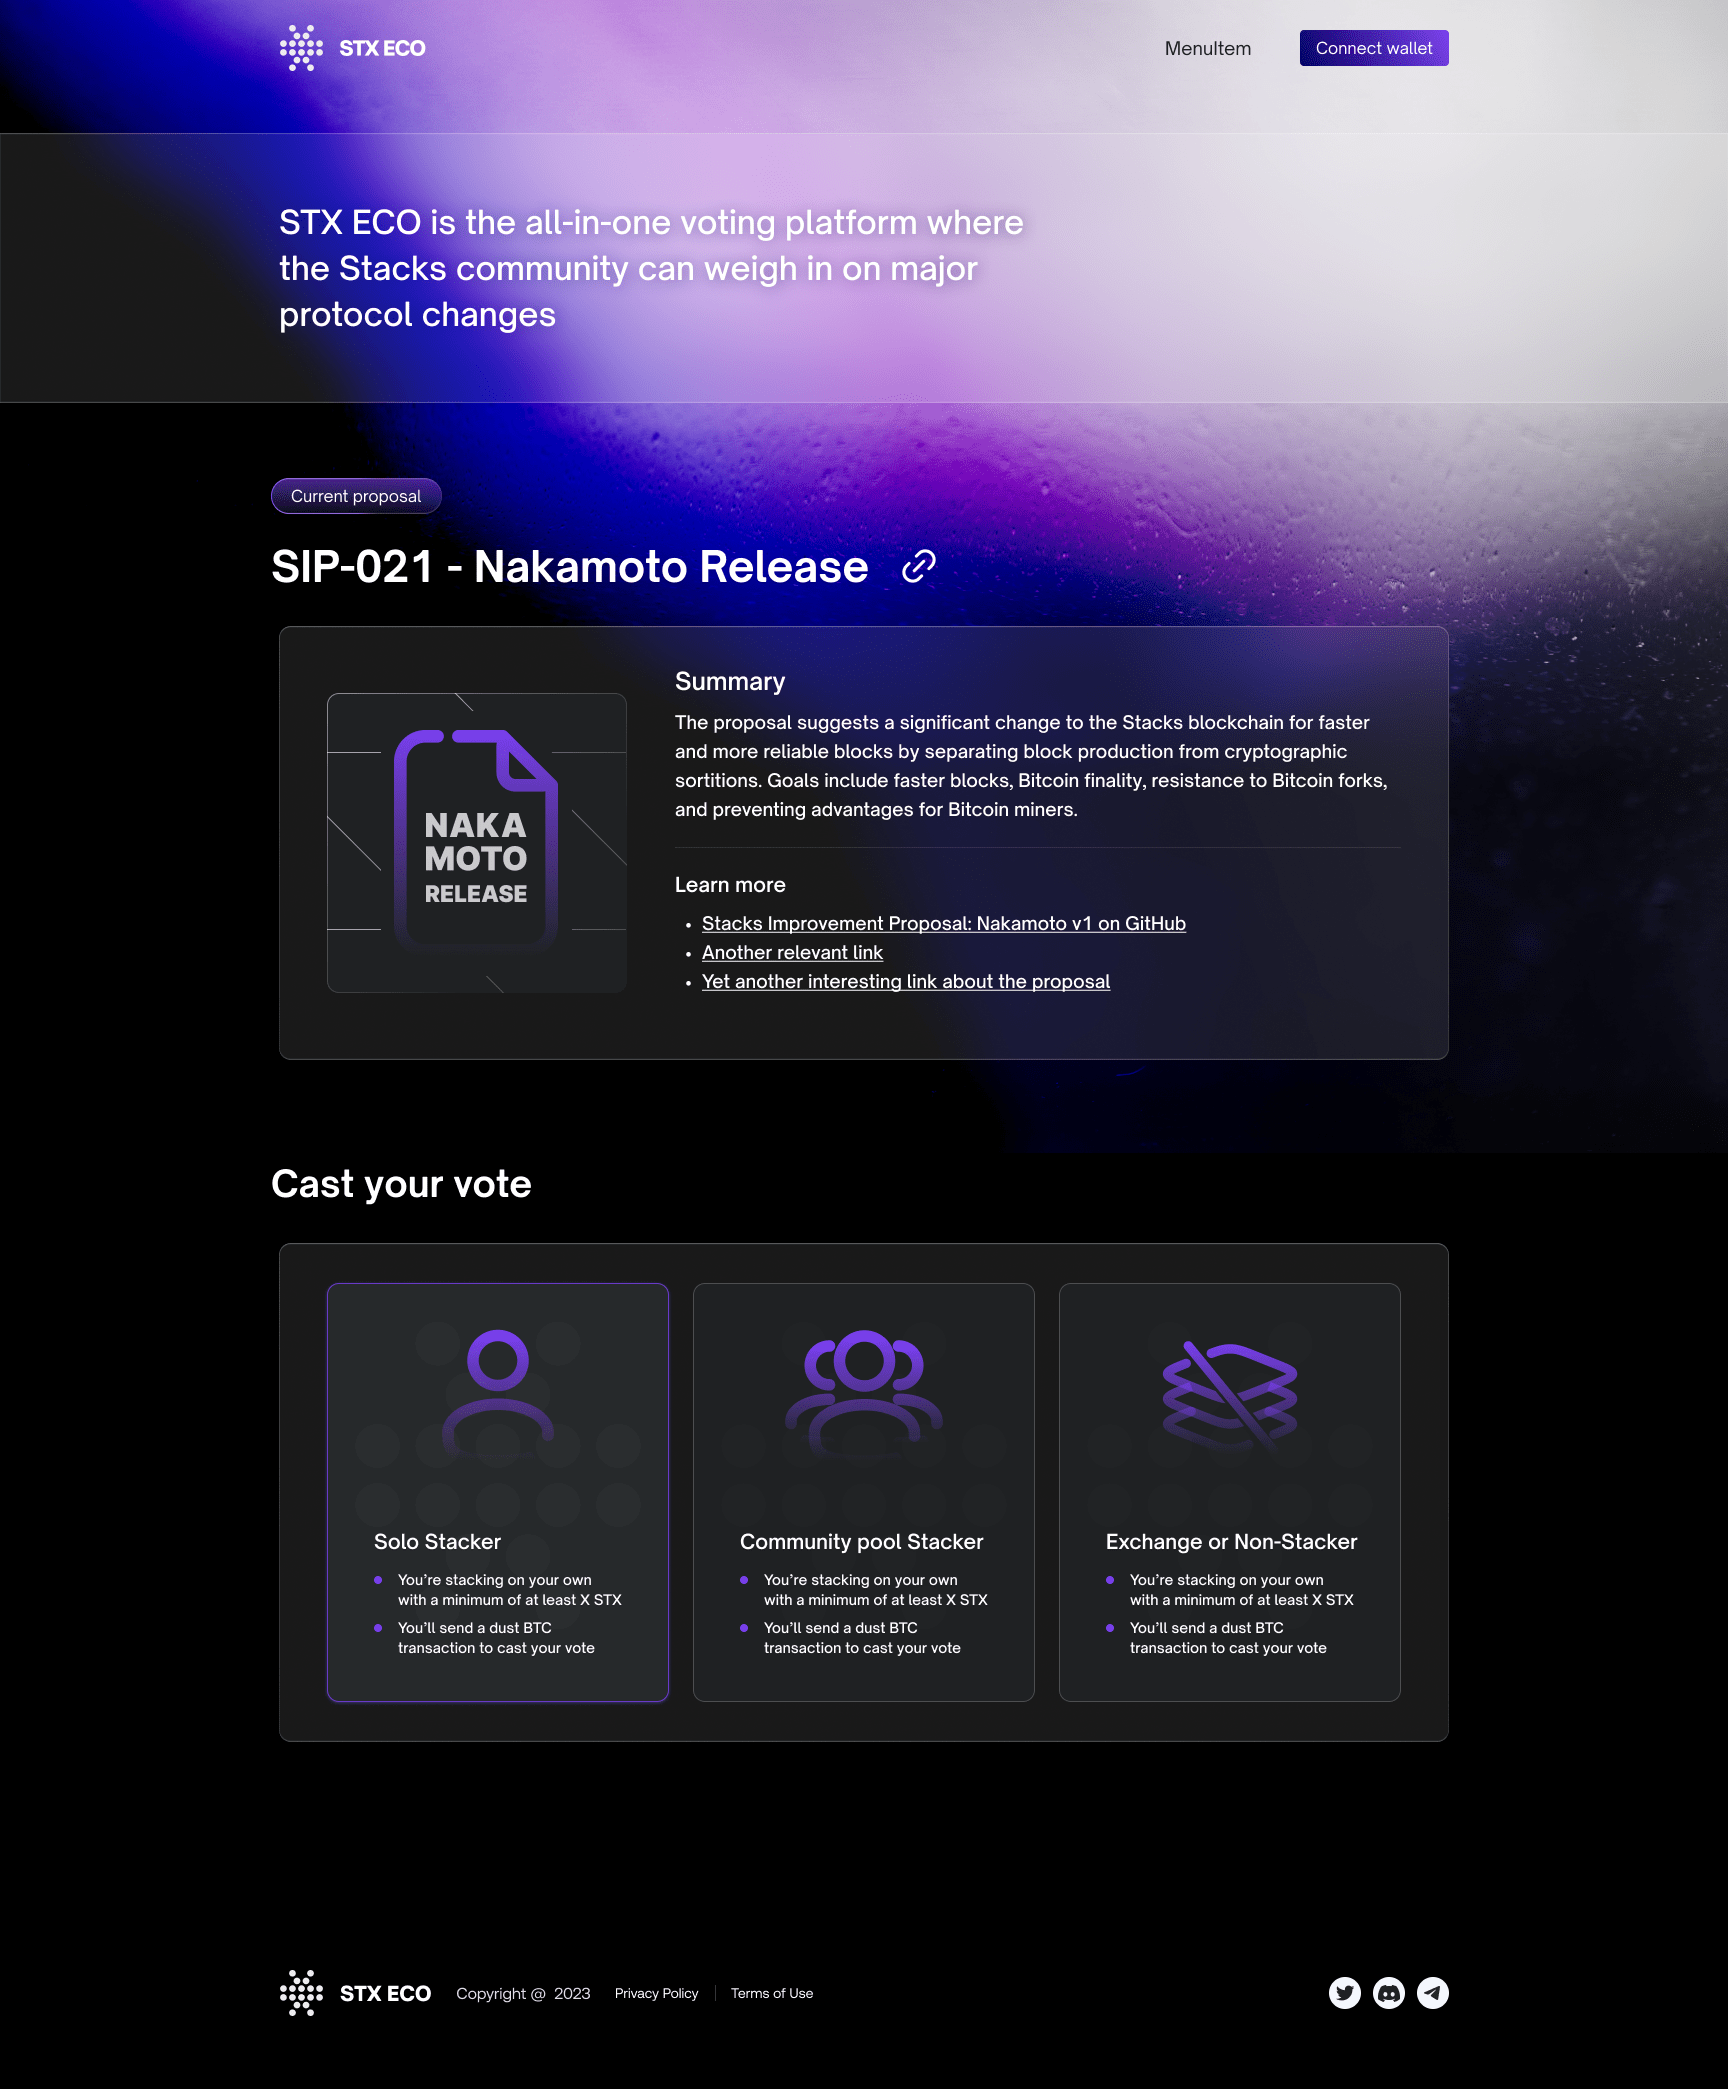 STX ECO
MenuItem
Connect wallet
STX ECO is the all-in-one voting platform where
the Stacks community can weigh in on major
protocol changes
Current proposal
SIP-021 - Nakamoto Release
NAKA
MOTO
RELEASE
Summary
The proposal suggests a significant change to the Stacks blockchain for faster
and more reliable blocks by separating block production from cryptographic
sortitions. Goals include faster blocks, Bitcoin finality, resistance to Bitcoin forks,
and preventing advantages for Bitcoin miners.
Learn more
• Stacks Improvement Proposal: Nakamoto v1 on GitHub
• Another relevant link
• Yet another interesting link about the proposal
Cast your vote
Solo Stacker
You’re stacking on your own
with a minimum of at least X STX
You’ll send a dust BTC
transaction to cast your vote
Community pool Stacker
You’re stacking on your own
with a minimum of at least X STX
You’ll send a dust BTC
transaction to cast your vote
Exchange or Non-Stacker
You’re stacking on your own
with a minimum of at least X STX
You’ll send a dust BTC
transaction to cast your vote
STX ECO
Copyright @ 2023
Privacy Policy
Terms of Use